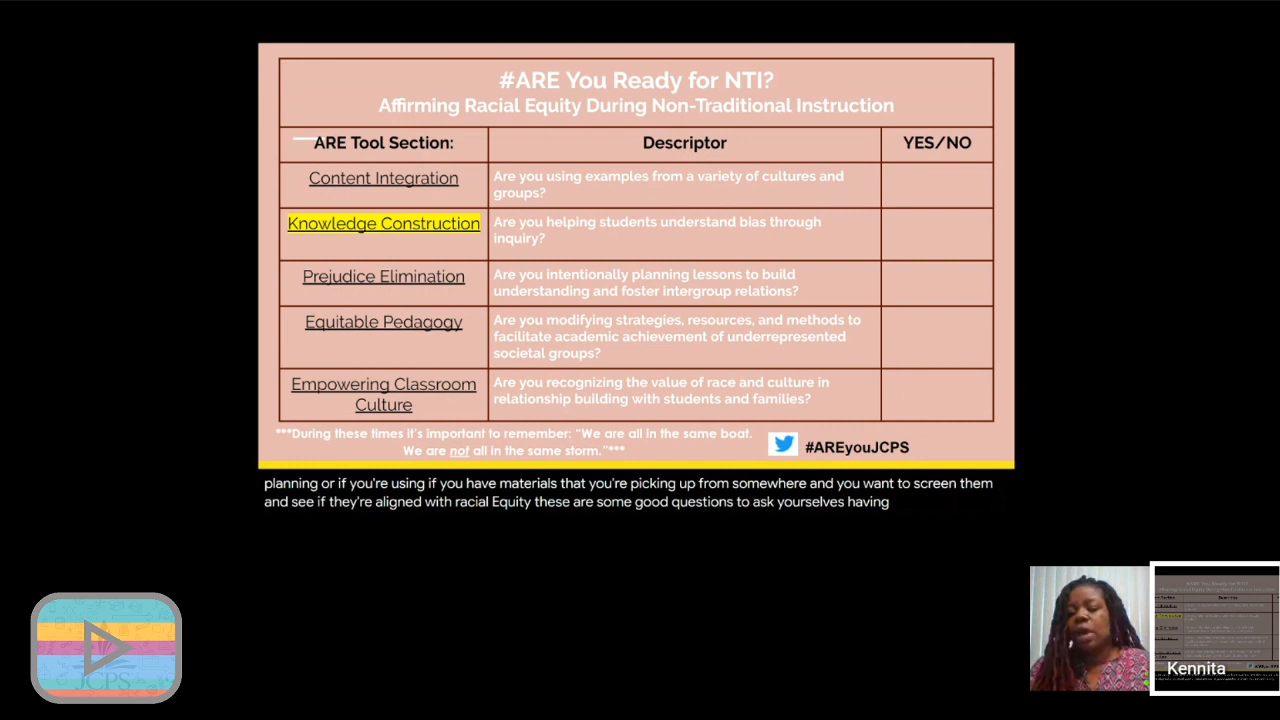 #ARE You Ready for NTI?
Affirming Racial Equity During Non-Traditional Instruction
ARE Tool Section:
Descriptor
YES/NO
Content Integration
Are you using examples from a variety of cultures and
groups?
Knowledge Construction
Are you helping students understand bias through
inquiry?
Prejudice Elimination
Are you intentionally planning lessons to build
understanding and foster intergroup relations?
Equitable Pedagogy
Are you modifying strategies, resources, and methods to
facilitate academic achievement of underrepresented
societal groups?
Empowering Classroom
Culture
Are you recognizing the value of race and culture in
relationship building with students and families?
***During these times it's important to remember: "We are all in the same boat.
We are not all in the same storm."***
#AREyouJCPS
planning or if you're using if you have materials that you're picking up from somewhere and you want to screen them
and see if they're aligned with racial Equity these are some good questions to ask yourselves having
JCPS
Kennita